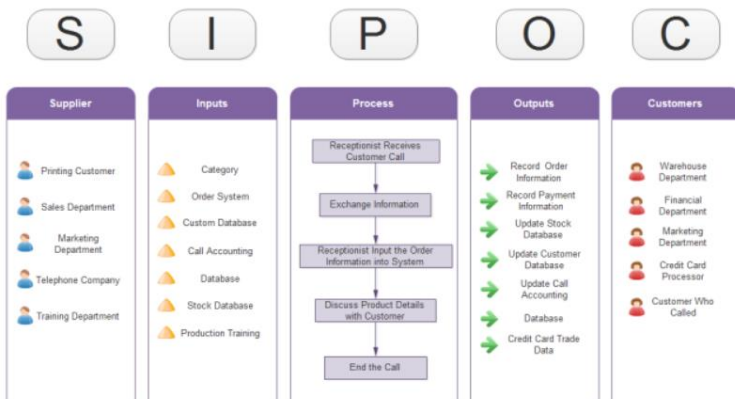 S
I
P
O
C
Supplier
Printing Customer
Sales Department
Marketing
Department
Telephone Company
Training Department
Inputs
Category
Order System
Custom Database
Call Accounting
Database
Stock Database
Production Training
Process
Receptionist Receives
Customer Call
Exchange Information
Receptionist Input the Order
Information into System
Discuss Product Details
with Customer
End the Call
Outputs
Record Order
Information
Record Payment
Information
Update Stock
Database
Update Customer
Database
Update Call
Accounting
Database
Credit Card Trade
Data
Customers
Warehouse
Department
Financial
Department
Marketing
Department
Credit Card
Processor
Customer Who
Called